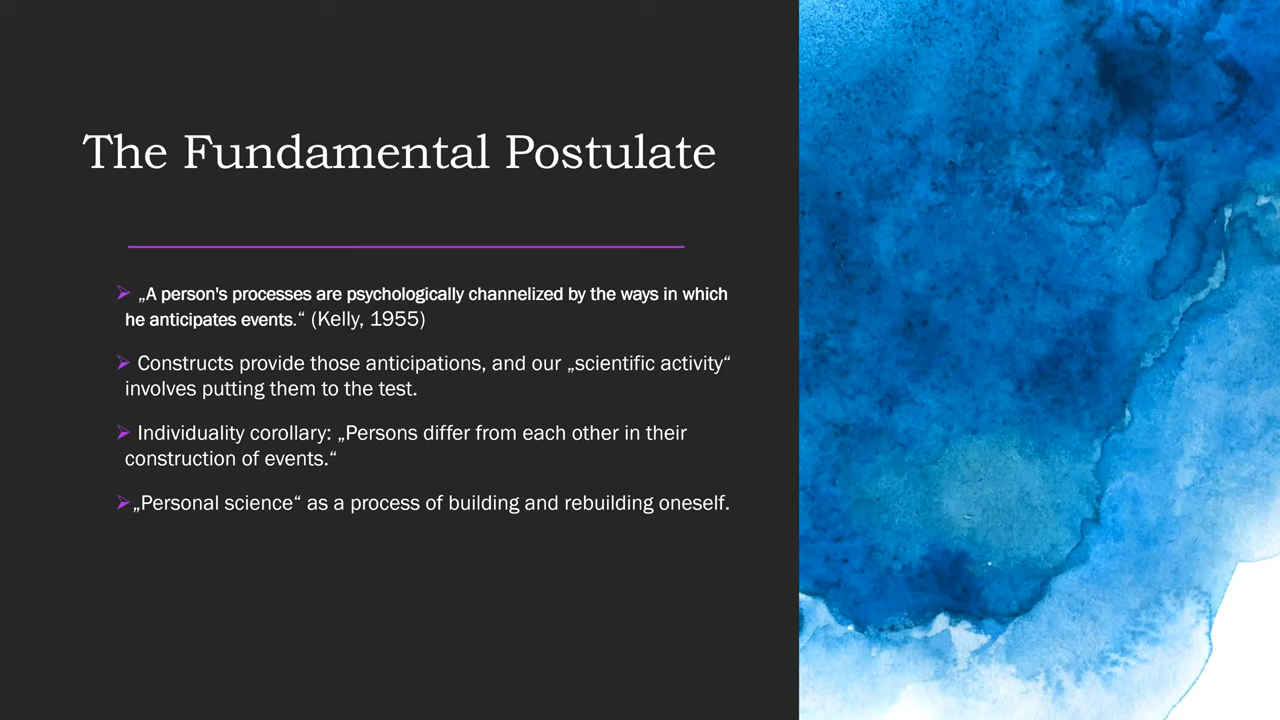 The Fundamental Postulate
„A person's processes are psychologically channelized by the ways in which
he anticipates events.“ (Kelly, 1955)
Constructs provide those anticipations, and our „scientific activity“
involves putting them to the test.
Individuality corollary: „Persons differ from each other in their
construction of events.“
„Personal science“ as a process of building and rebuilding oneself.